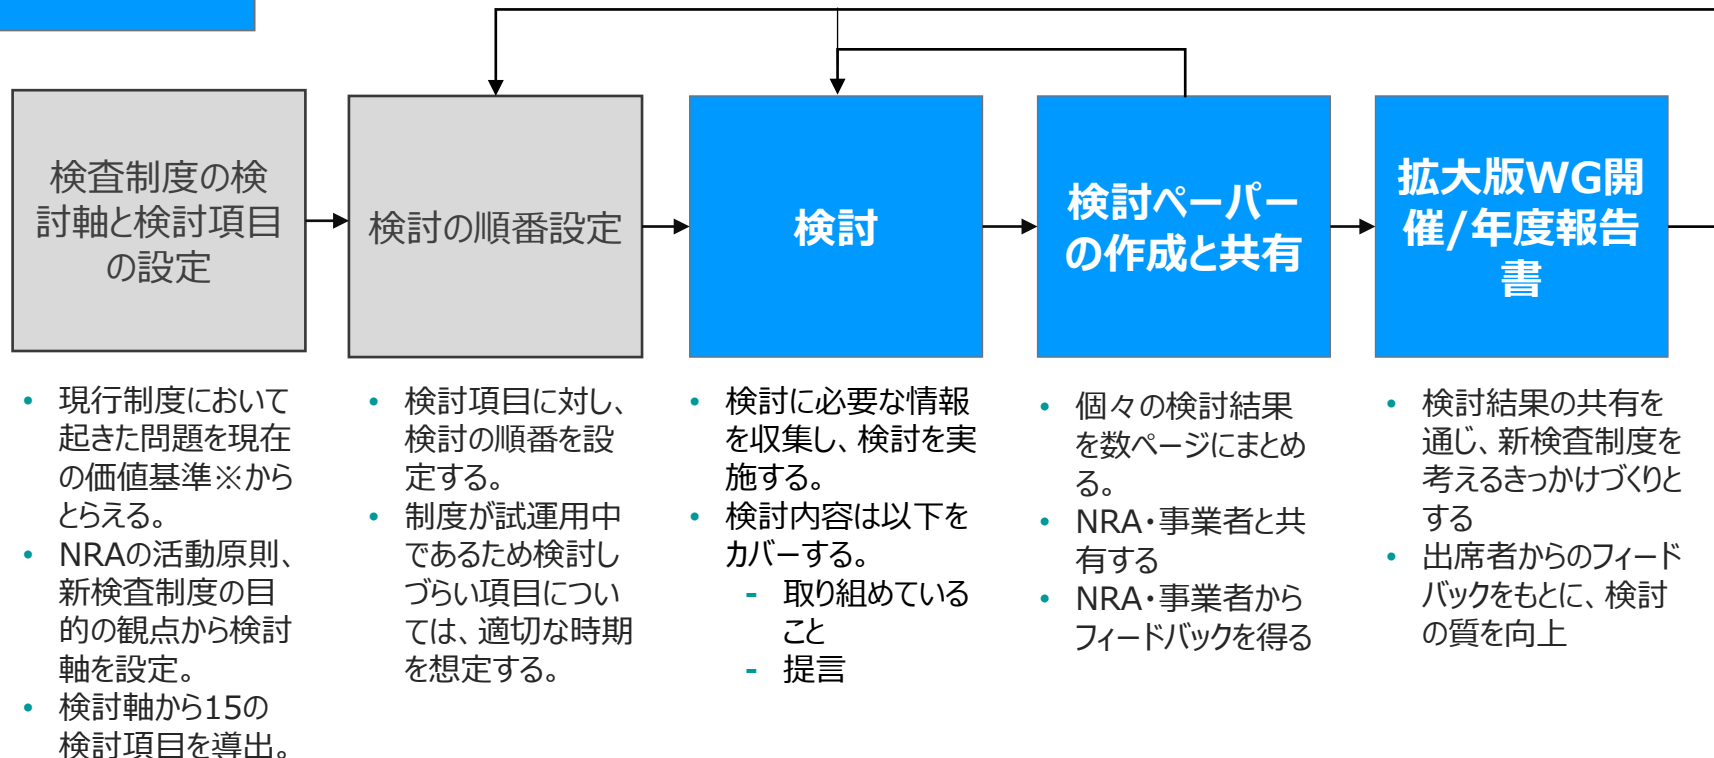 検査制度の検
討軸と検討項目
の設定
検討の順番設定
検討
検討ペーパー
の作成と共有
拡大版WG開
催/年度報告
書
• 現行制度において
起きた問題を現在
の価値基準※から
とらえる。
• NRAの活動原則、
新検査制度の目
的の観点から検討
軸を設定。
• 検討軸から15の
検討項目を導出。
• 検討項目に対し、
検討の順番を設
定する。
• 制度が試運用中
であるため検討し
づらい項目につい
ては、適切な時期
を想定する。
• 検討に必要な情報
を収集し、検討を実
施する。
• 検討内容は以下を
カバーする。
- 取り組めている
こと
- 提言
• 個々の検討結果
を数ページにまとめ
る。
• NRA・事業者と共
有する
• NRA・事業者から
フィードバックを得る
• 検討結果の共有を
通じ、新検査制度を
考えるきっかけづくりと
する
• 出席者からのフィード
バックをもとに、検討
の質を向上